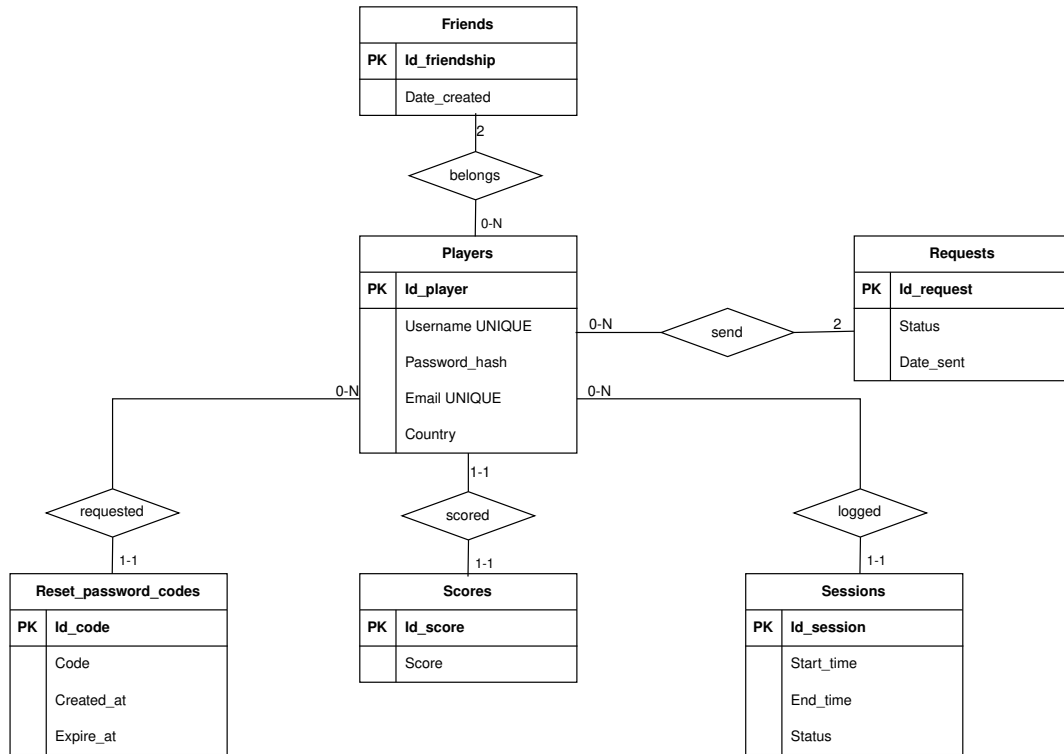 Friends
PK Id_friendship
Date_created
2
belongs
0-N
Players
PK Id_player
Username UNIQUE
Password_hash
Email UNIQUE
Country
Requests
PK Id_request
Status
Date_sent
0-N
send
2
0-N
0-N
1-1
requested
scored
logged
1-1
1-1
1-1
Reset_password_codes
PK Id_code
Code
Created_at
Expire_at
Scores
PK Id_score
Score
Sessions
PK Id_session
Start_time
End_time
Status